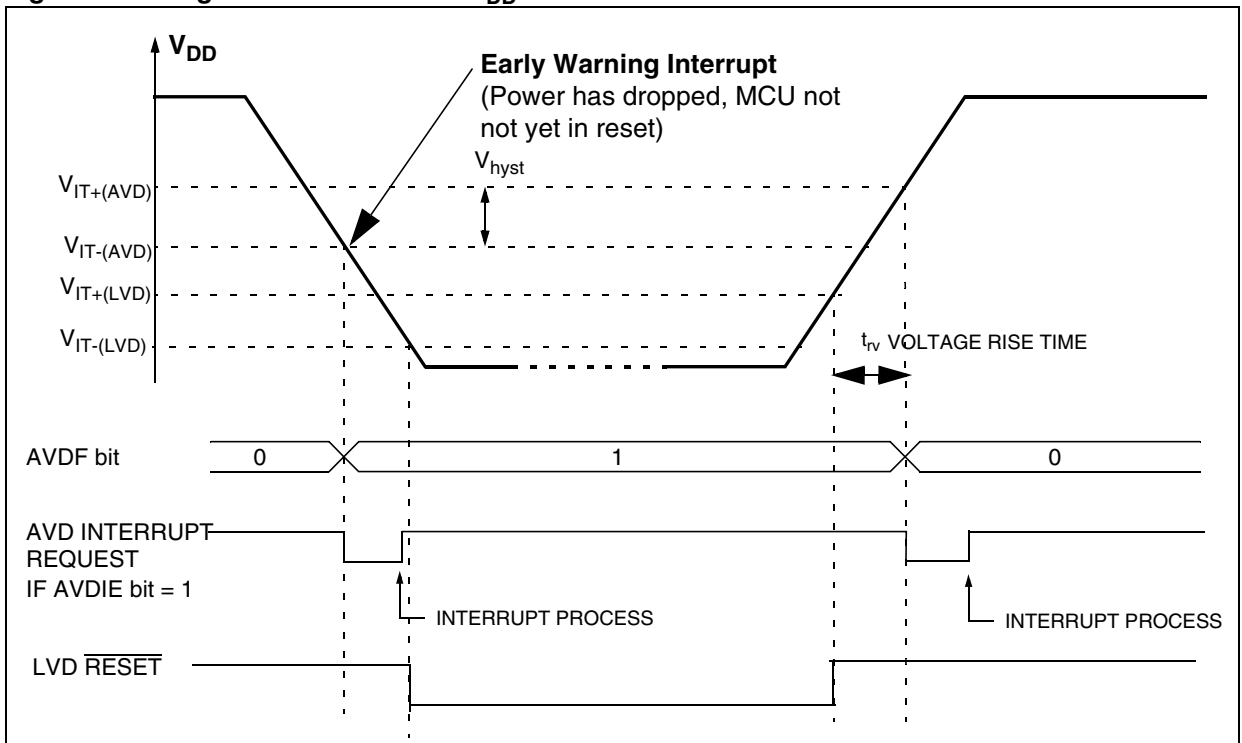 V_DD
Early Warning Interrupt
(Power has dropped, MCU not
not yet in reset)
V_hyst
V_IT+(AVD)
V_IT-(AVD)
V_IT+(LVD)
V_IT-(LVD)
t_rv VOLTAGE RISE TIME
AVDF bit
0
1
0
AVD INTERRUPT
REQUEST
IF AVDIE bit = 1
INTERRUPT PROCESS
INTERRUPT PROCESS
LVD RESET